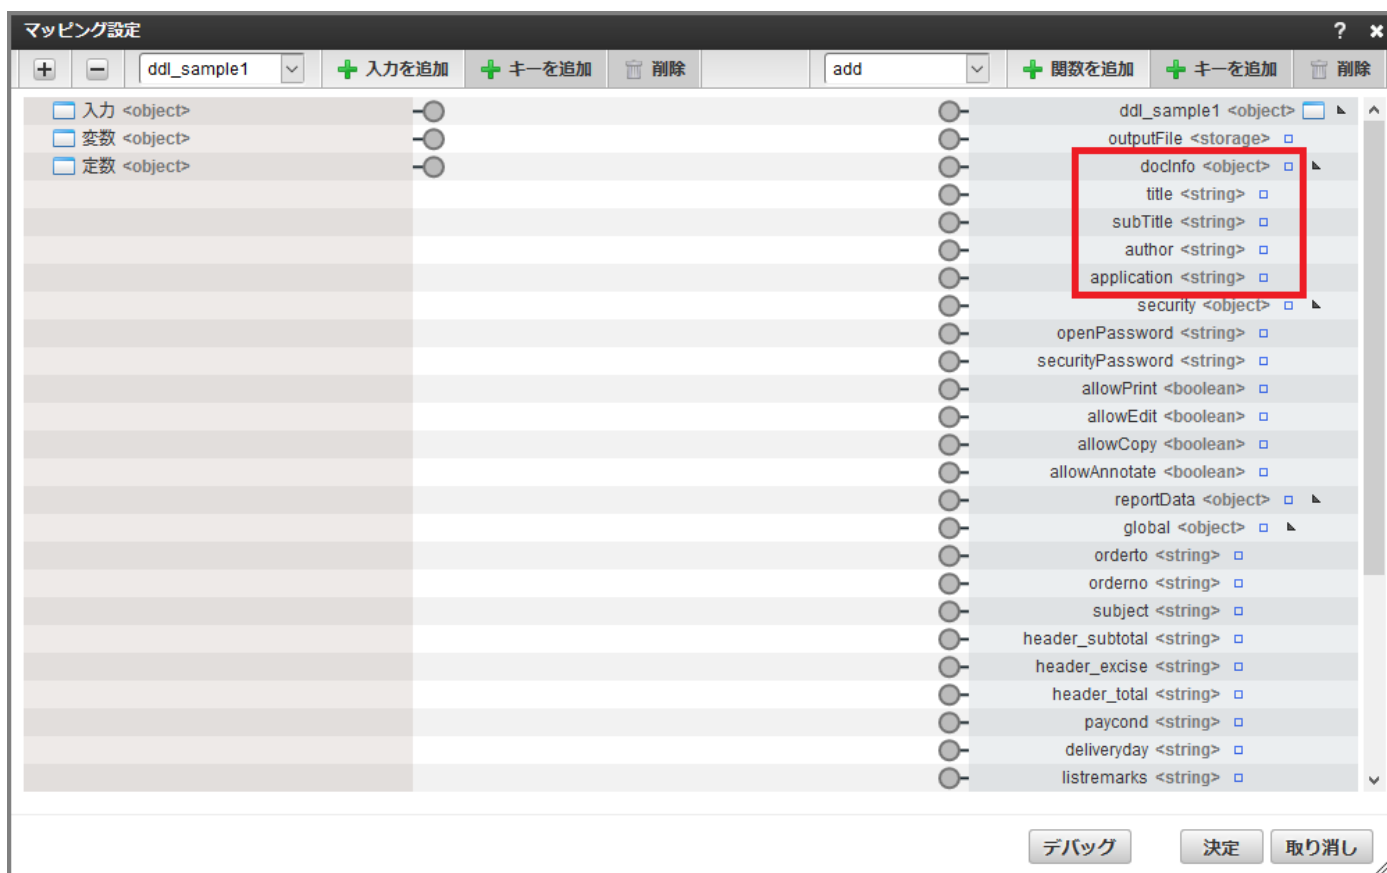 マッピング設定 ?
ddl_sample1 入力を追加 キーを追加 削除 add 関数を追加 キーを追加 削除
入力 <object> ddl_sample1 <object>
変数 <object> outputFile <storage>
定数 <object> docInfo <object>
title <string>
subTitle <string>
author <string>
application <string>
security <object>
openPassword <string>
securityPassword <string>
allowPrint <boolean>
allowEdit <boolean>
allowCopy <boolean>
allowAnnotate <boolean>
reportData <object>
global <object>
orderto <string>
orderno <string>
subject <string>
header_subtotal <string>
header_excise <string>
header_total <string>
paycond <string>
deliveryday <string>
listremarks <string>
デバッグ 決定 取り消し